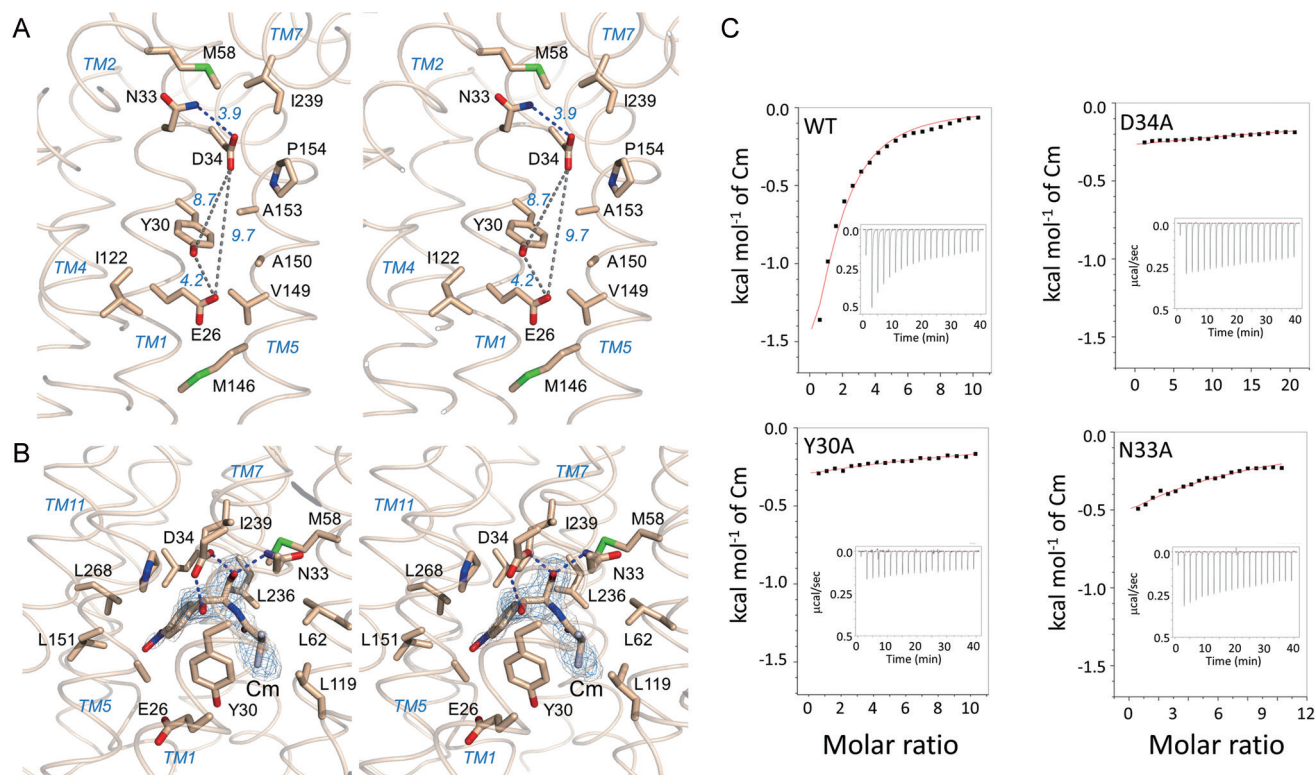 A
TM7
M58
TM2
N33
3.9
I239
D34
P154
8.7
A153
Y30
9.7
TM4
I122
A150
4.2
V149
E26
TM1
TM5
M146
TM7
M58
TM2
N33
3.9
I239
D34
P154
8.7
A153
Y30
9.7
TM4
I122
A150
4.2
V149
E26
TM1
TM5
M146
B
TM7
TM11
I239
M58
D34
L268
N33
L236
L151
L62
Cm
L119
TM5
E26
Y30
TM1
TM7
TM11
I239
M58
D34
L268
N33
L236
L151
L62
Cm
L119
TM5
E26
Y30
TM1
C
WT
kcal mol⁻¹ of Cm
0.0
-0.5
-1.0
-1.5
0 2 4 6 8 10
0.0
0.25
0.5
0 10 20 30 40
Time (min)
D34A
kcal mol⁻¹ of Cm
0.0
-0.5
-1.0
-1.5
0 5 10 15 20
µcal/sec
0.0
0.25
0.5
0 10 20 30 40
Time (min)
Y30A
kcal mol⁻¹ of Cm
0.0
-0.5
-1.0
-1.5
0 2 4 6 8 10
Molar ratio
µcal/sec
0.0
0.25
0.5
0 10 20 30 40
Time (min)
N33A
kcal mol⁻¹ of Cm
0.0
-0.5
-1.0
-1.5
0 3 6 9 12
Molar ratio
µcal/sec
0.0
0.25
0.5
0 10 20 30 40
Time (min)